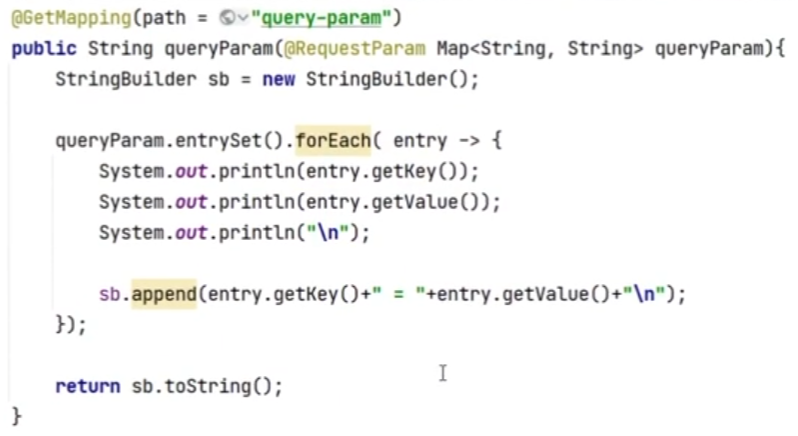 @GetMapping(path = "query-param")
public String queryParam(@RequestParam Map<String, String> queryParam){
    StringBuilder sb = new StringBuilder();

    queryParam.entrySet().forEach( entry -> {
        System.out.println(entry.getKey());
        System.out.println(entry.getValue());
        System.out.println("\n");

        sb.append(entry.getKey()+" = "+entry.getValue()+"\n");
    });

    return sb.toString();
}